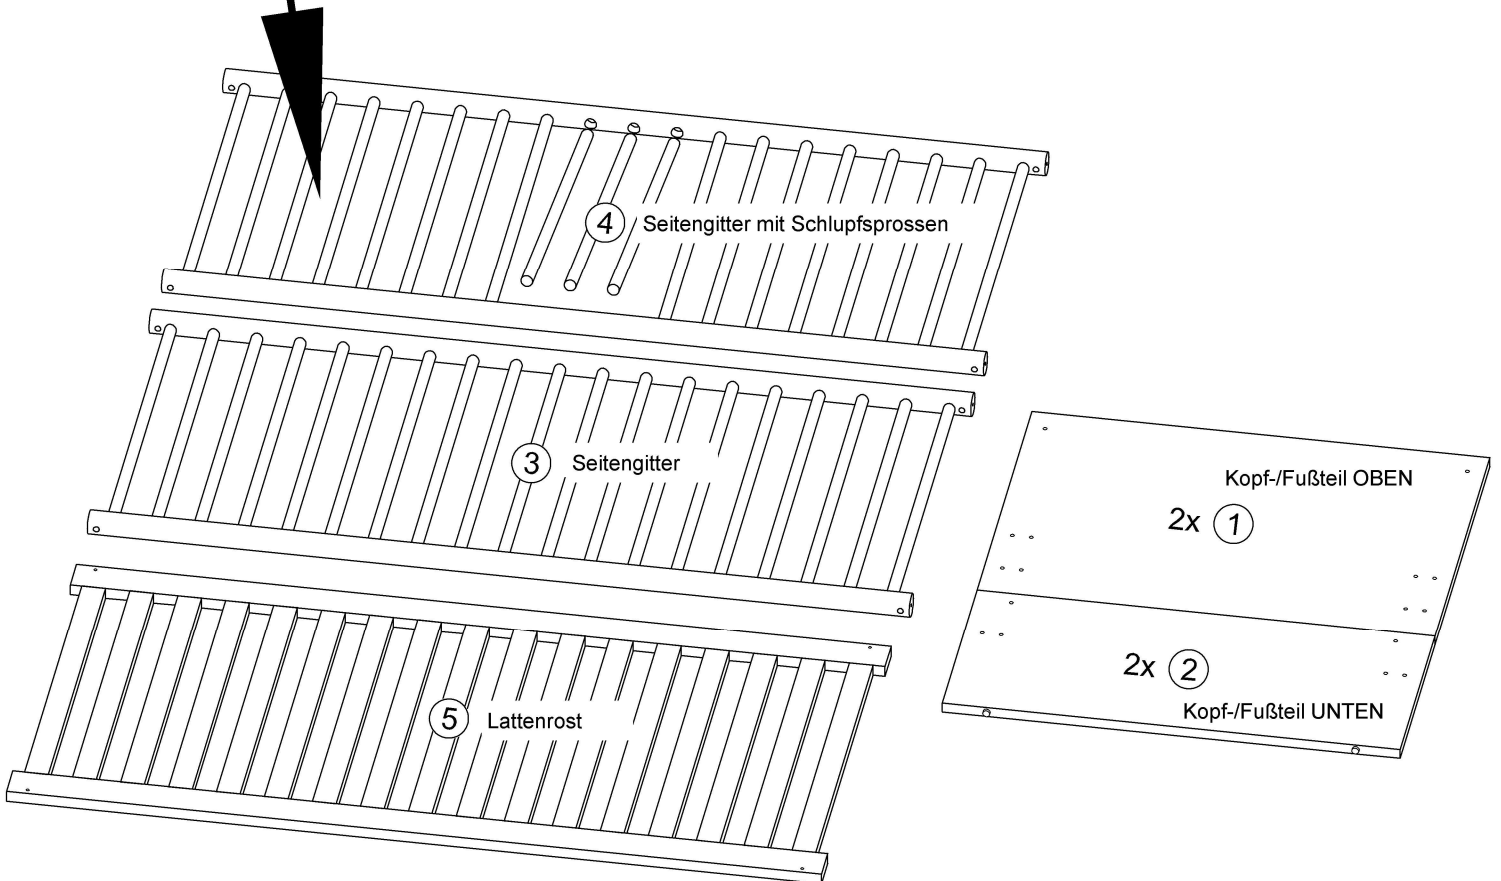 4 Seitengitter mit Schlupfsprossen
3 Seitengitter
Kopf-/Fußteil OBEN
2x 1
2x 2
Kopf-/Fußteil UNTEN
5 Lattenrost